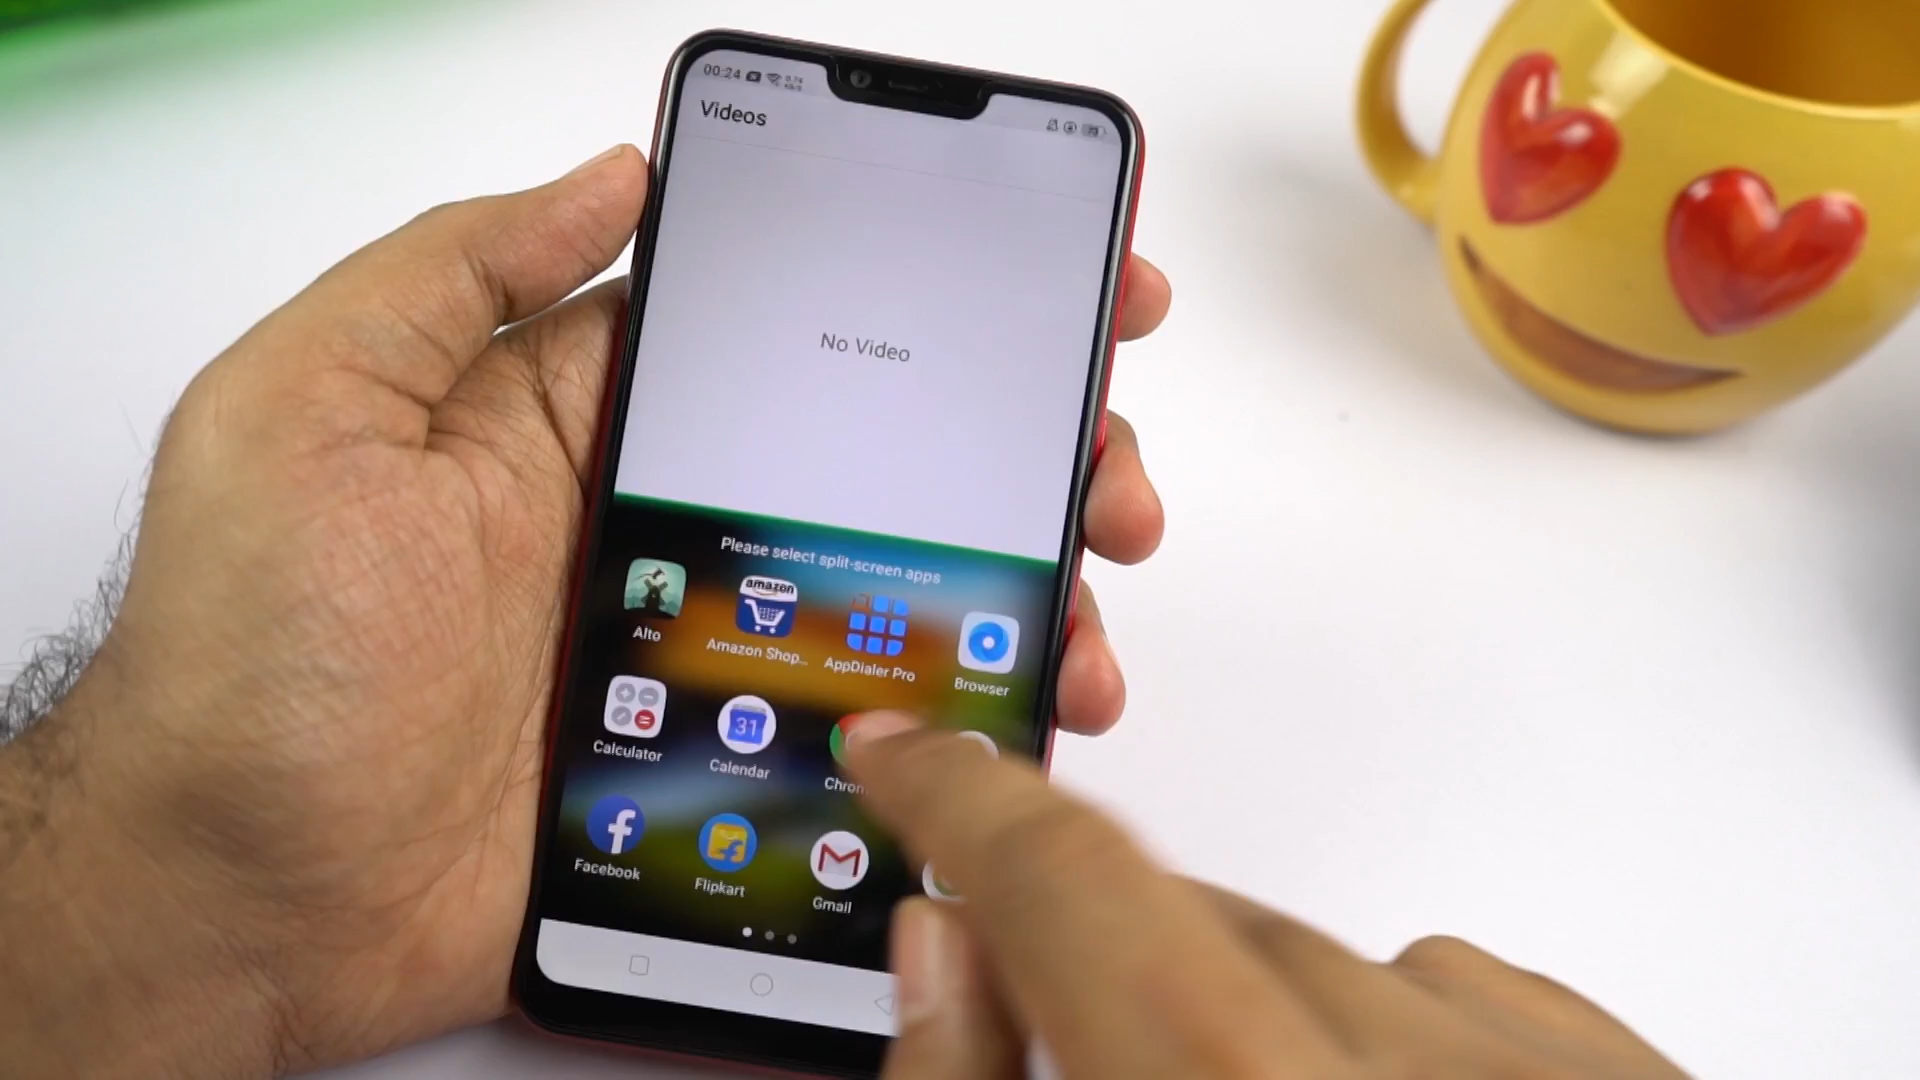 00:24
Videos
No Video
Please select split-screen apps
amazon
Alto
Amazon Shop...
AppDialer Pro
Browser
31
Calculator
Calendar
Chrom
Facebook
Flipkart
Gmail